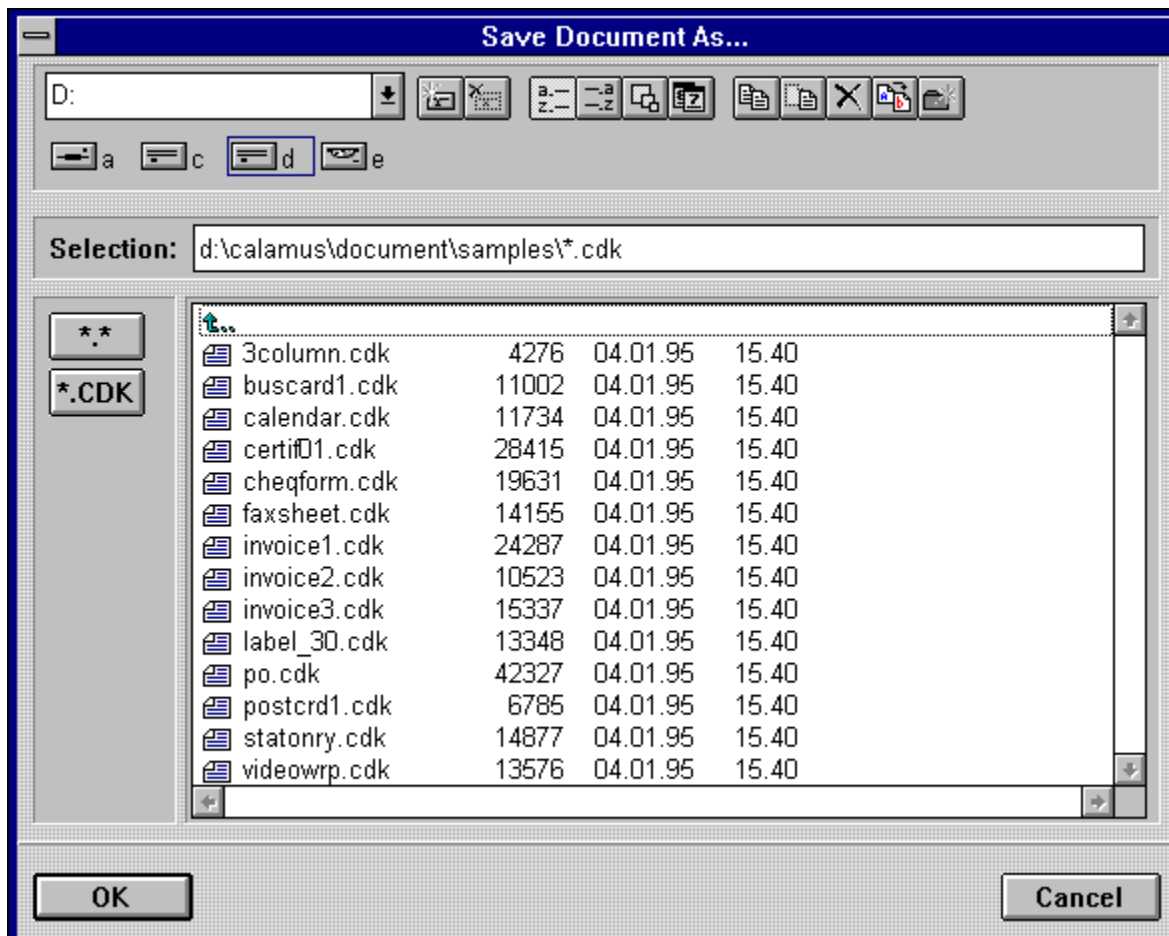 Save Document As...
D:
a c d e
Selection: d:\calamus\document\samples\*.cdk
*.*
*.CDK
..
3column.cdk 4276 04.01.95 15.40
buscard1.cdk 11002 04.01.95 15.40
calendar.cdk 11734 04.01.95 15.40
certif01.cdk 28415 04.01.95 15.40
cheqform.cdk 19631 04.01.95 15.40
faxsheet.cdk 14155 04.01.95 15.40
invoice1.cdk 24287 04.01.95 15.40
invoice2.cdk 10523 04.01.95 15.40
invoice3.cdk 15337 04.01.95 15.40
label_30.cdk 13348 04.01.95 15.40
po.cdk 42327 04.01.95 15.40
postcrd1.cdk 6785 04.01.95 15.40
statonry.cdk 14877 04.01.95 15.40
videowrp.cdk 13576 04.01.95 15.40
OK Cancel